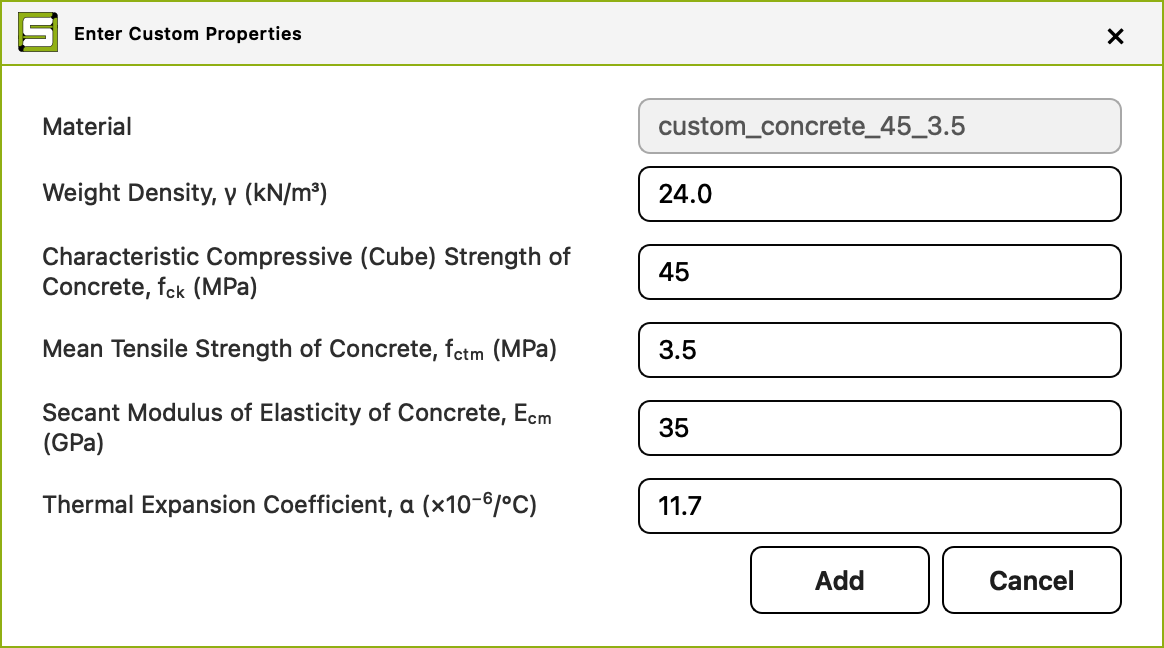 Enter Custom Properties
Material
custom_concrete_45_3.5
Weight Density, γ (kN/m³)
24.0
Characteristic Compressive (Cube) Strength of
Concrete, fck (MPa)
45
Mean Tensile Strength of Concrete, fctm (MPa)
3.5
Secant Modulus of Elasticity of Concrete, Ecm
(GPa)
35
Thermal Expansion Coefficient, α (×10⁻⁶/°C)
11.7
Add
Cancel